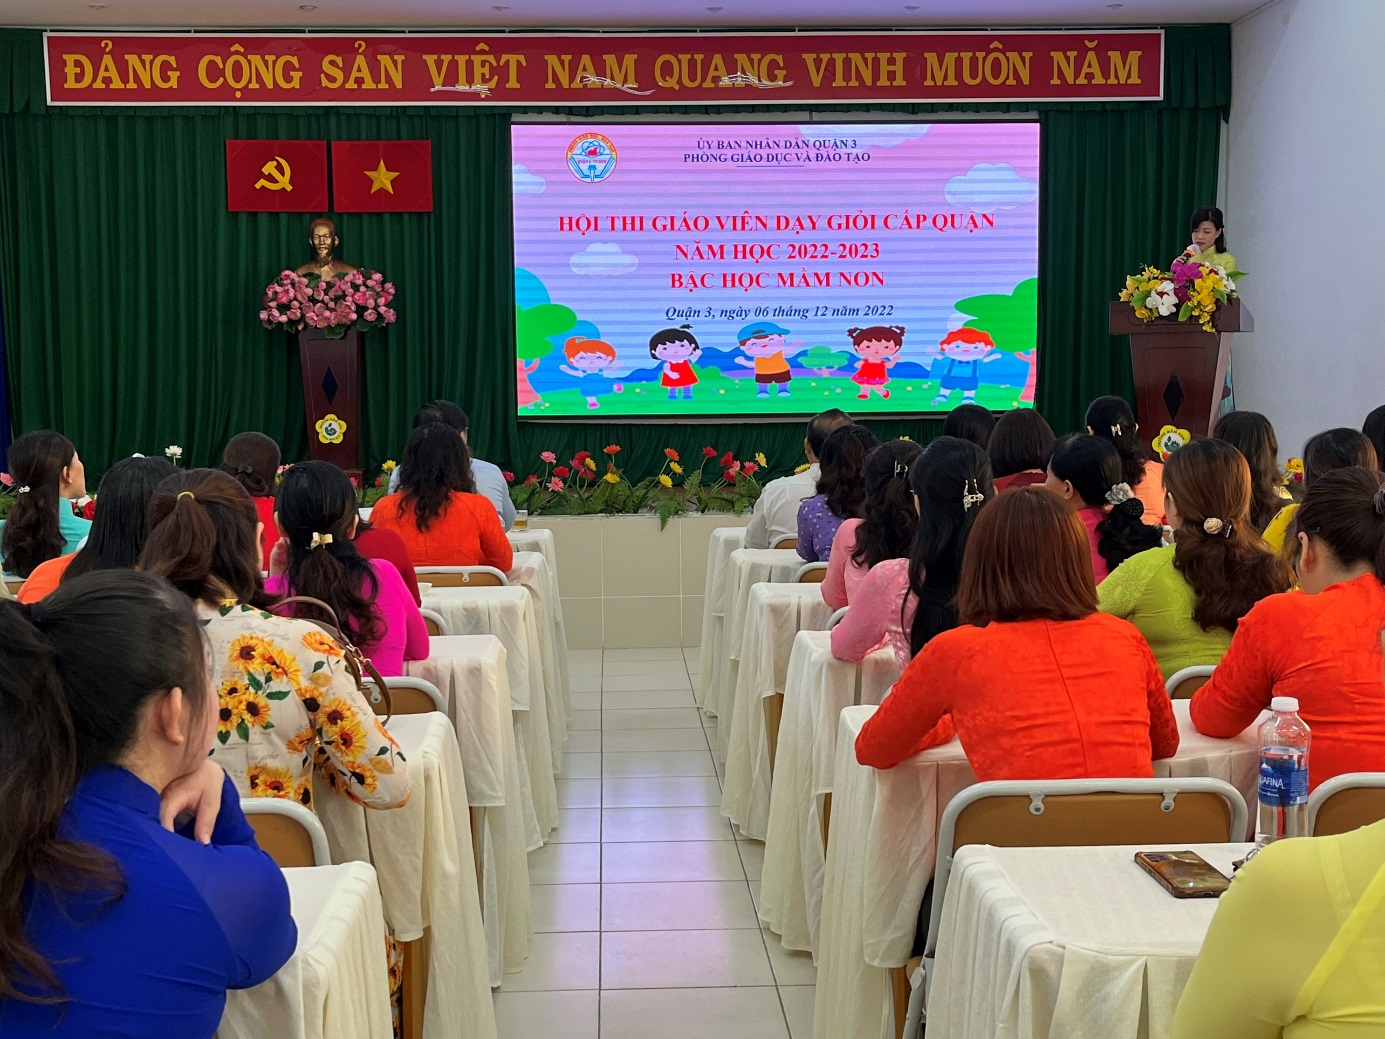 ĐẢNG CỘNG SẢN VIỆT NAM QUANG VINH MUÔN NĂM
ỦY BAN NHÂN DÂN QUẬN 3
PHÒNG GIÁO DỤC VÀ ĐÀO TẠO
HỘI THI GIÁO VIÊN DẠY GIỎI CẤP QUẬN
NĂM HỌC 2022-2023
BẬC HỌC MẦM NON
Quận 3, ngày 06 tháng 12 năm 2022